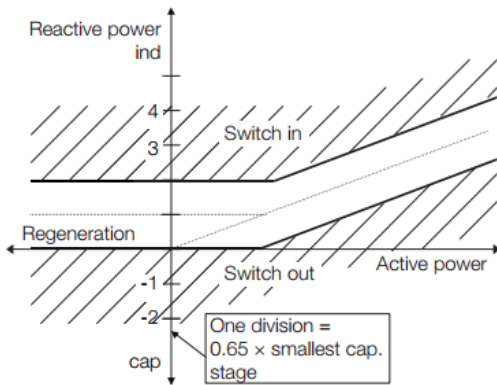 Reactive power
ind
4
Switch in
3
Regeneration
Switch out
Active power
-1
-2
One division =
0.65 × smallest cap.
stage
cap